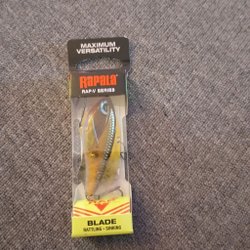 MAXIMUM
VERSATILITY
RAPALA
RAP-V SERIES
BLADE
RATTLING - SINKING